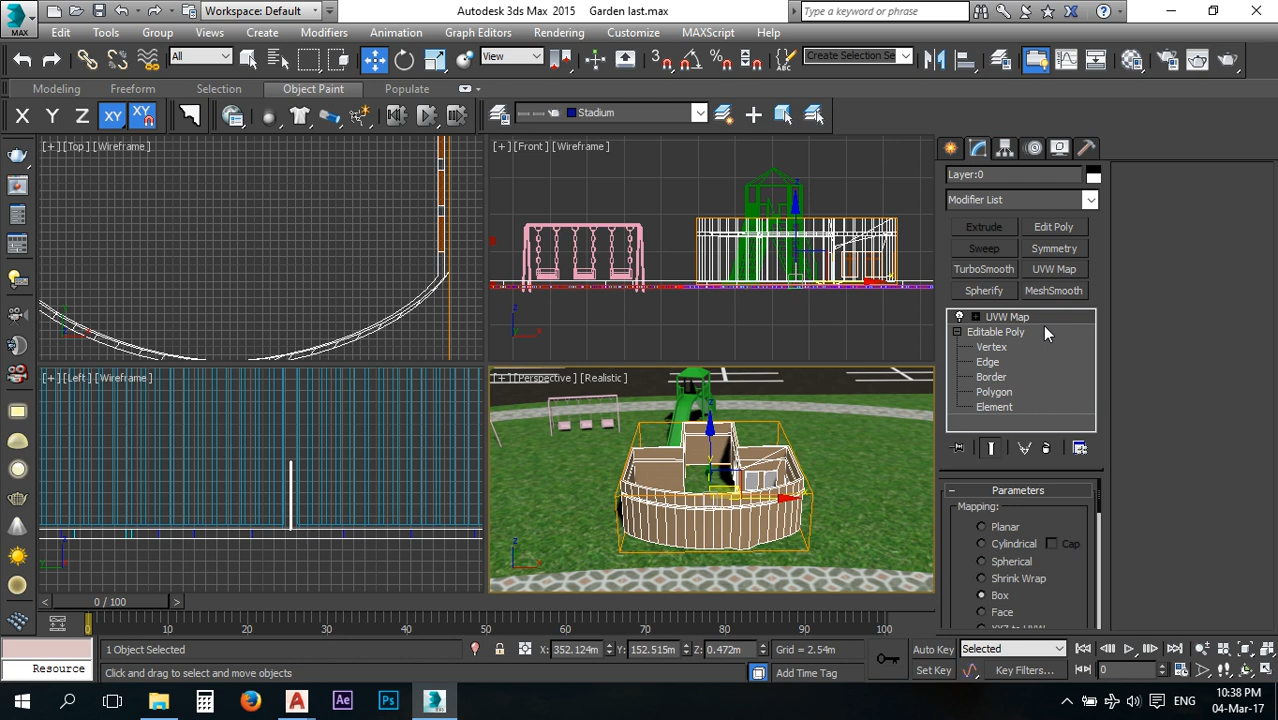 MAX
Workspace: Default
Autodesk 3ds Max 2015
Garden last.max
Type a keyword or phrase
Edit
Tools
Group
Views
Create
Modifiers
Animation
Graph Editors
Rendering
Customize
MAXScript
Help
All
View
Create Selection Se
Modeling
Freeform
Selection
Object Paint
Populate
X
Y
Z
XY
XY
Stadium
[+] [Top] [Wireframe]
[+] [Front] [Wireframe]
[+] [Left] [Wireframe]
[+] [Perspective] [Realistic]
Layer:0
Modifier List
Extrude
Edit Poly
Sweep
Symmetry
TurboSmooth
UVW Map
Spherify
MeshSmooth
UVW Map
Editable Poly
Vertex
Edge
Border
Polygon
Element
Parameters
Mapping:
Planar
Cylindrical
Cap
Spherical
Shrink Wrap
Box
Face
XYZ to UVW
0 / 100
0
10
20
30
40
50
60
70
80
90
100
1 Object Selected
X: 352.124m
Y: 152.515m
Z: 0.472m
Grid = 2.54m
Auto Key
Selected
Resource
Click and drag to select and move objects
Add Time Tag
Set Key
Key Filters...
0
ENG
10:38 PM
04-Mar-17